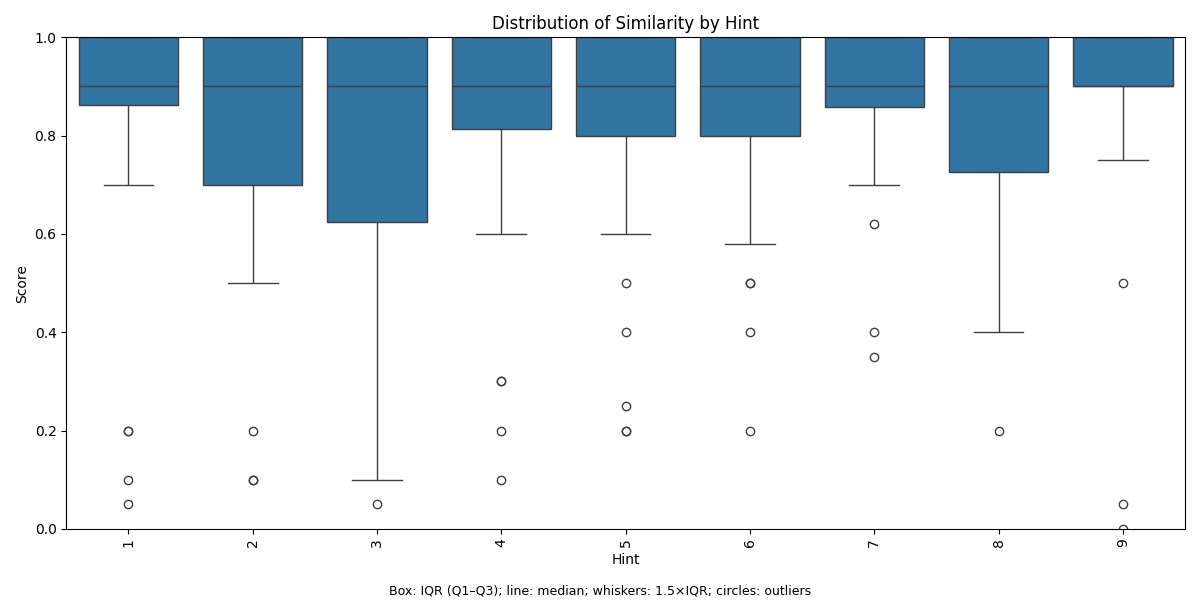 Distribution of Similarity by Hint
1.0
0.8
0.6
0.4
0.2
0.0
Score
1 2 3 4 5 6 7 8 9
Hint
Box: IQR (Q1–Q3); line: median; whiskers: 1.5×IQR; circles: outliers